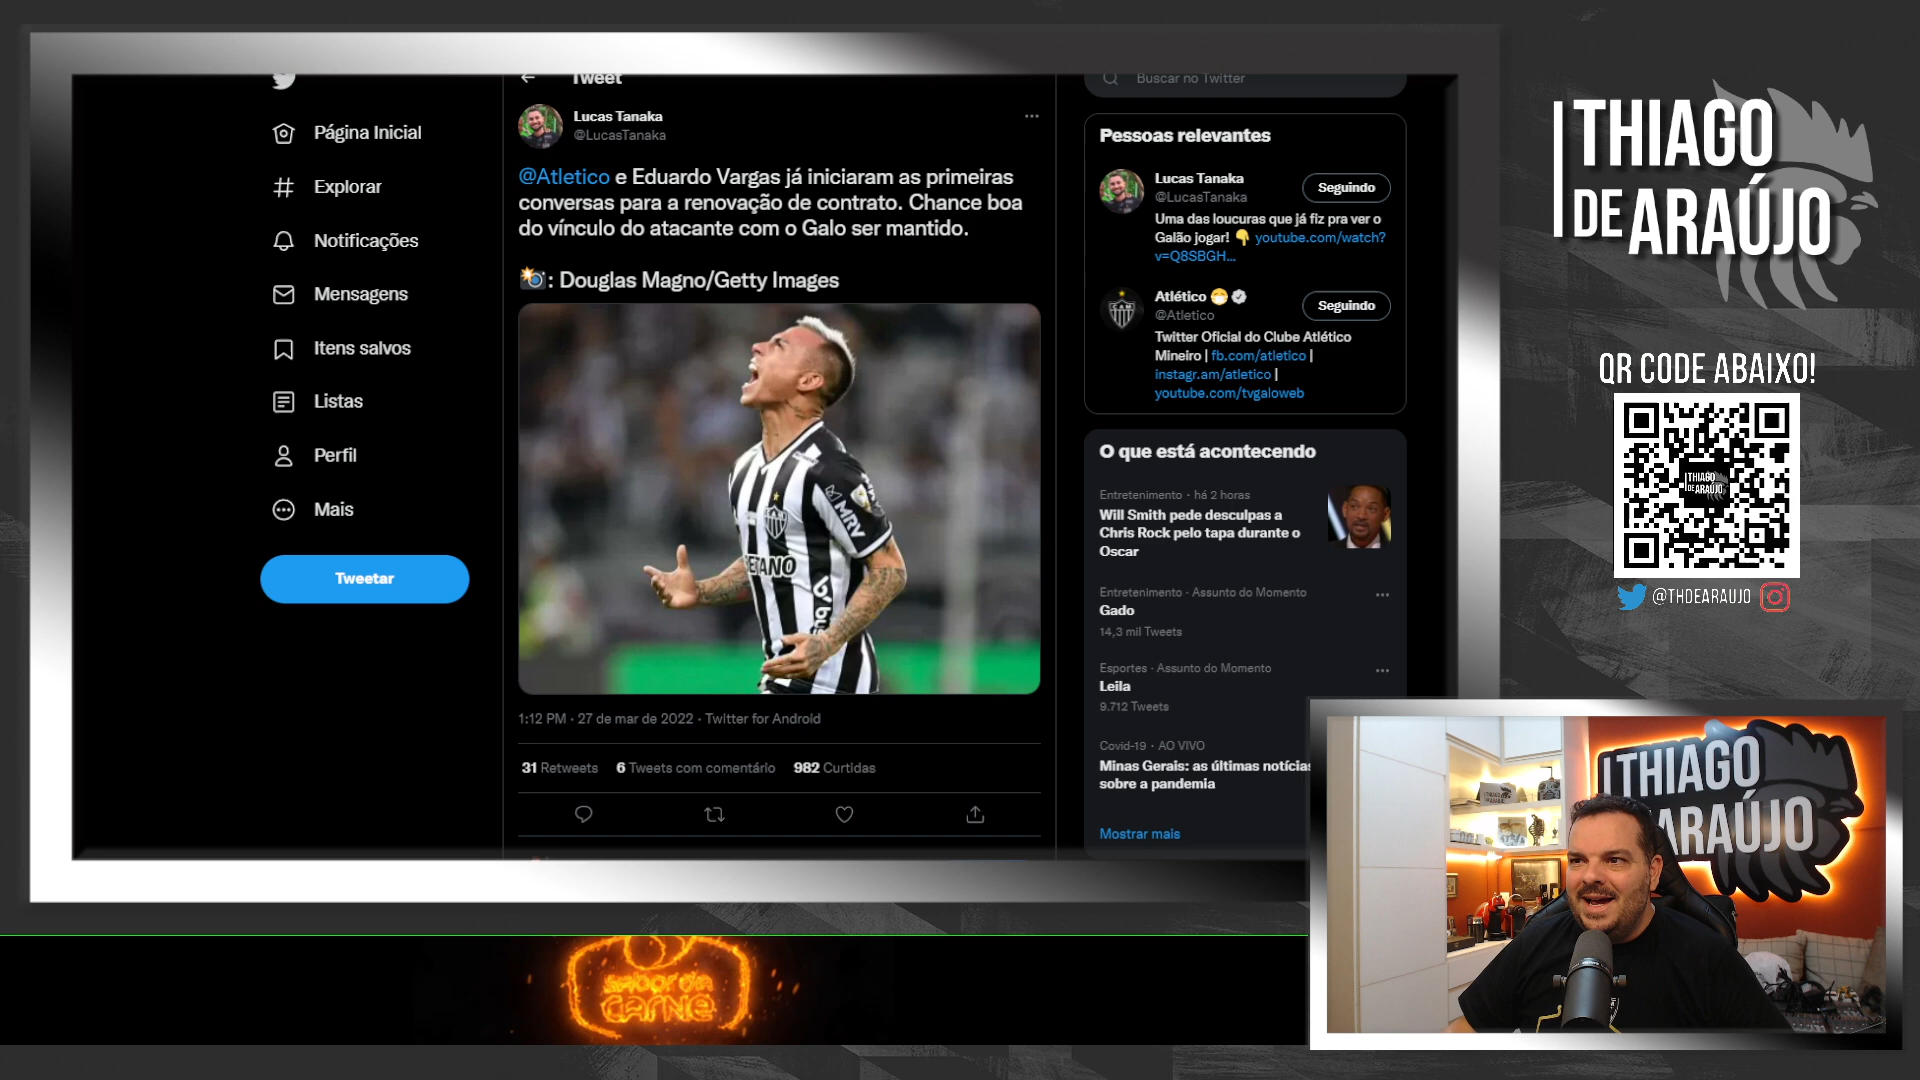 Tweet
Buscar no Twitter
Página Inicial
Explorar
Notificações
Mensagens
Itens salvos
Listas
Perfil
Mais
Tweetar
Lucas Tanaka
@LucasTanaka
@Atletico e Eduardo Vargas já iniciaram as primeiras
conversas para a renovação de contrato. Chance boa
do vínculo do atacante com o Galo ser mantido.
📸: Douglas Magno/Getty Images
CAM
MRV
BETANO
1:12 PM · 27 de mar de 2022 · Twitter for Android
31 Retweets 6 Tweets com comentário 982 Curtidas
Pessoas relevantes
Lucas Tanaka
@LucasTanaka
Seguindo
Uma das loucuras que já fiz pra ver o
Galão jogar! 👇 youtube.com/watch?
v=Q8SBGH...
Atlético
@Atletico
Seguindo
Twitter Oficial do Clube Atlético
Mineiro | fb.com/atletico |
instagr.am/atletico |
youtube.com/tvgaloweb
O que está acontecendo
Entretenimento · há 2 horas
Will Smith pede desculpas a
Chris Rock pelo tapa durante o
Oscar
Entretenimento · Assunto do Momento
Gado
14,3 mil Tweets
Esportes · Assunto do Momento
Leila
9.712 Tweets
Covid-19 · AO VIVO
Minas Gerais: as últimas notícias
sobre a pandemia
Mostrar mais
THIAGO
DE ARAÚJO
QR CODE ABAIXO!
THIAGO
DE ARAÚJO
@THDEARAUJO
THIAGO
ARAÚJO
sabor da
carne